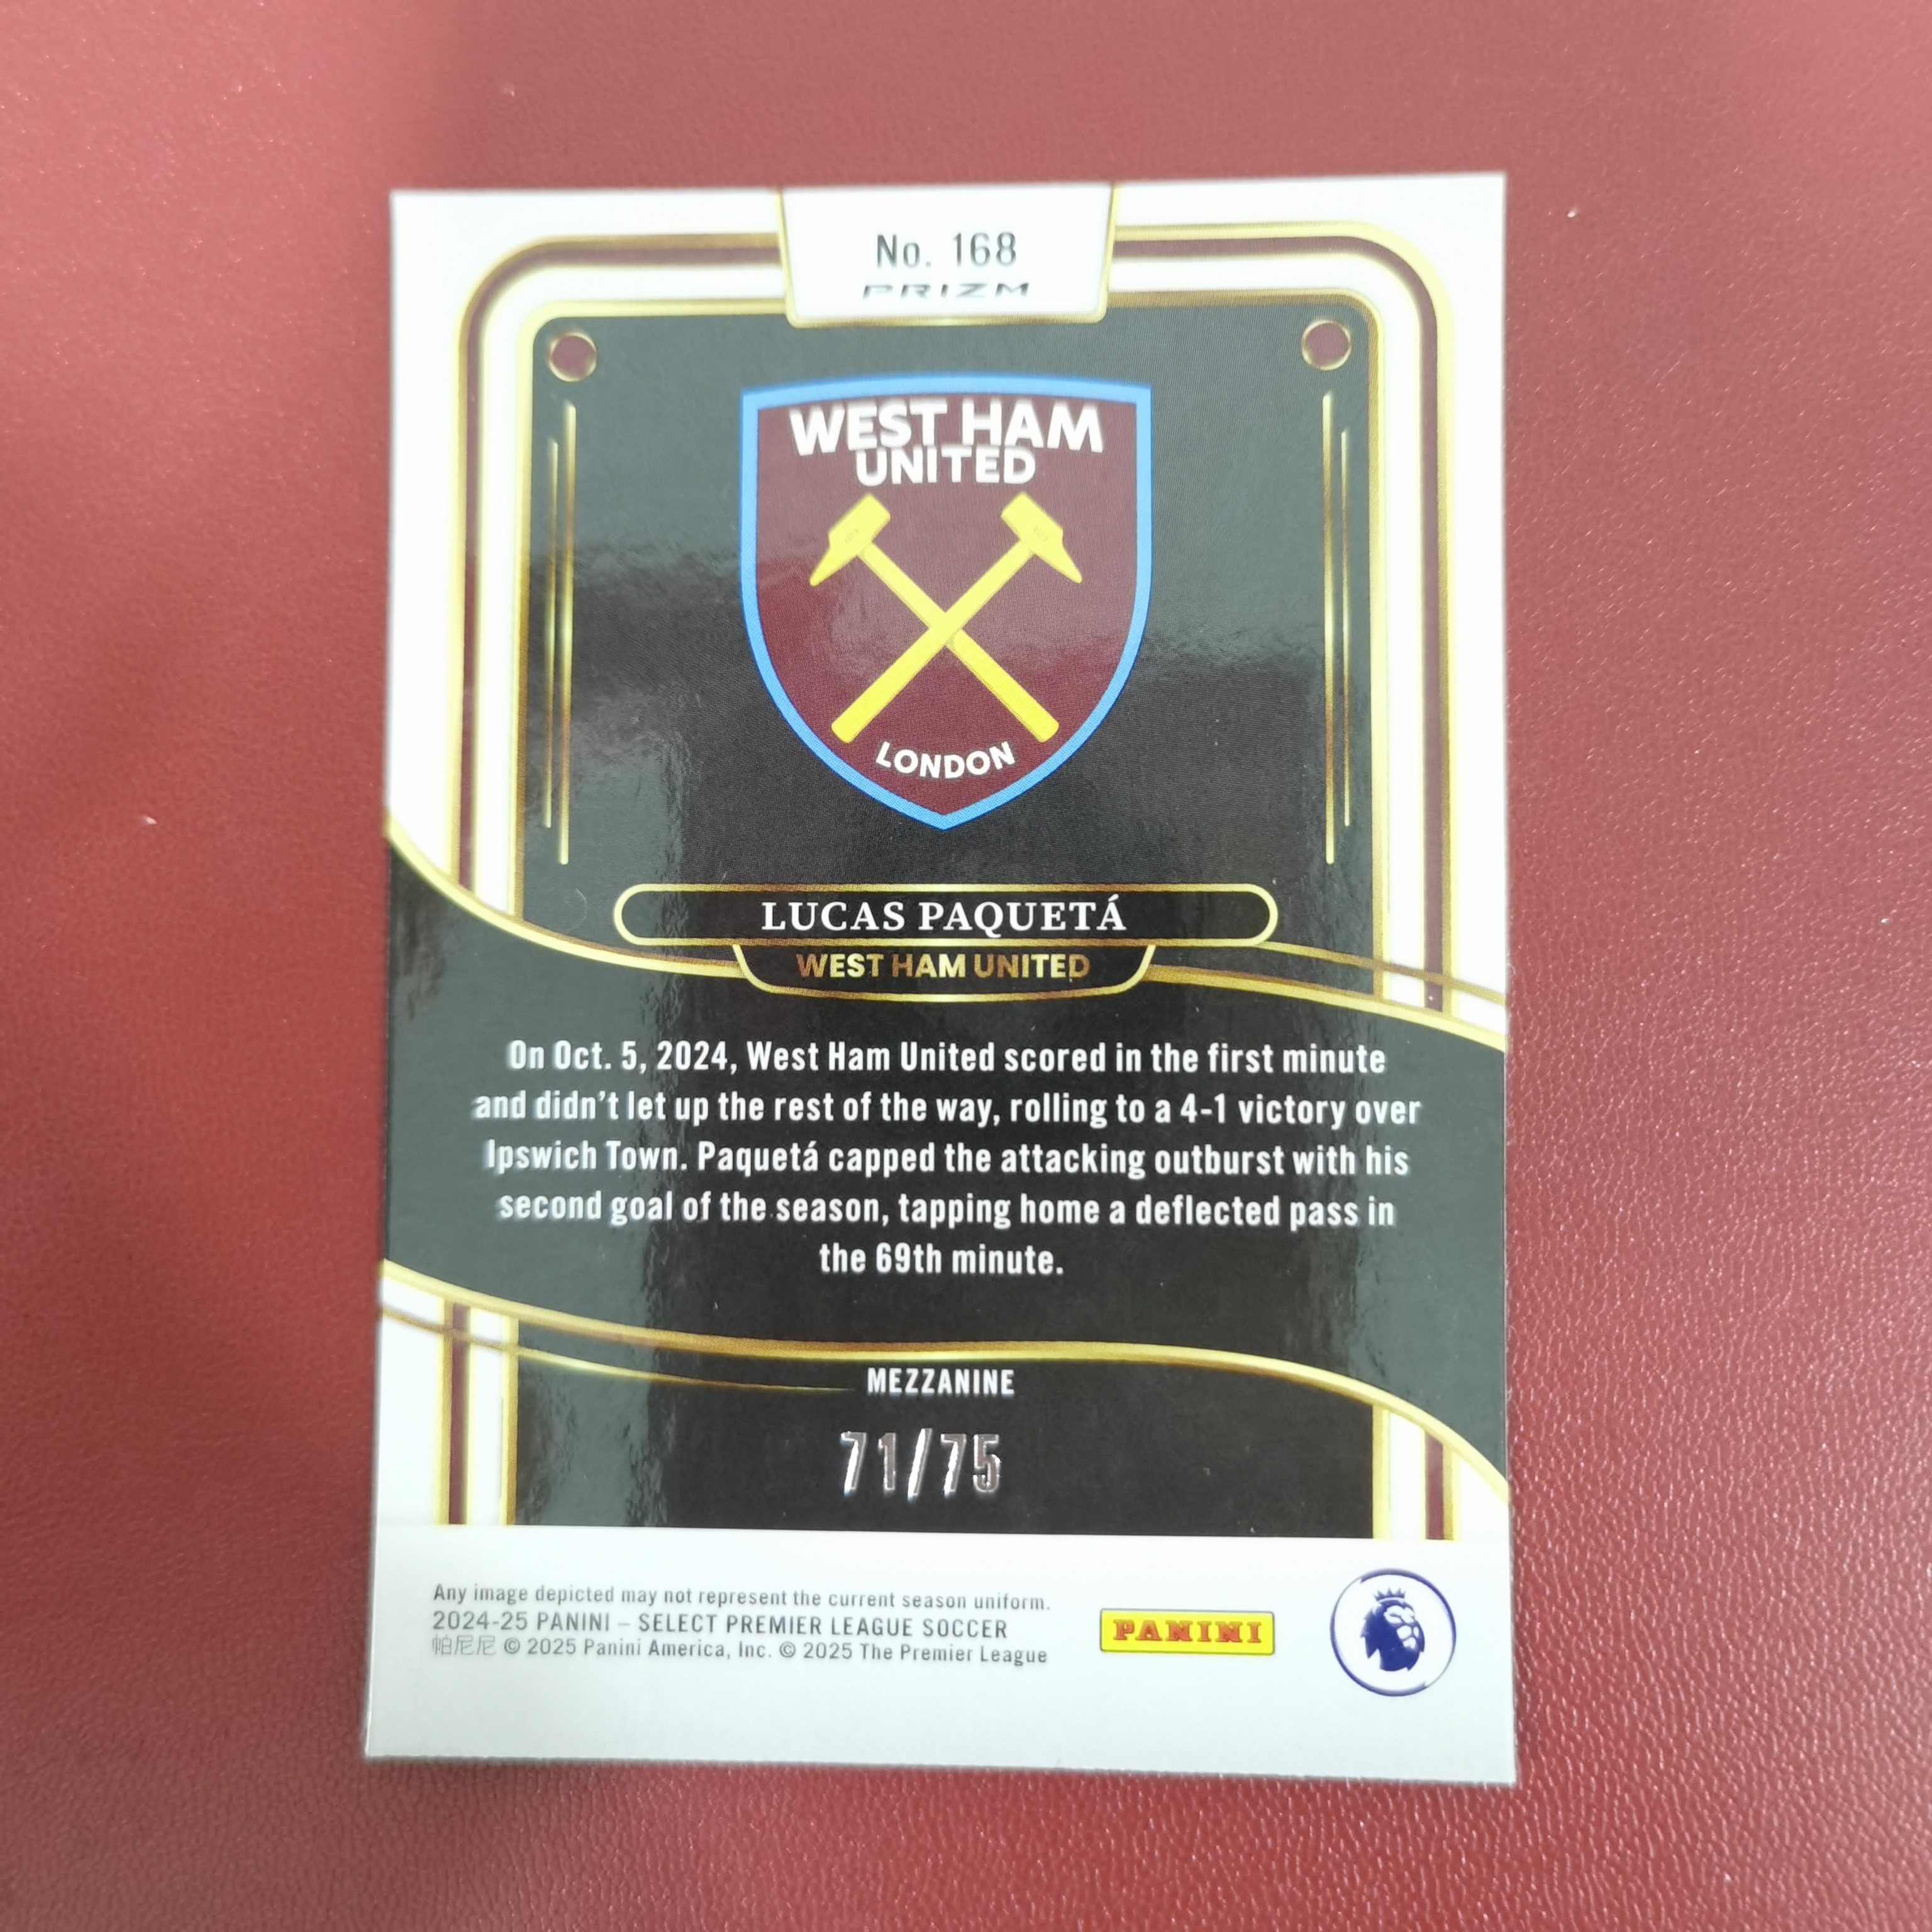 No. 168
PRIZM
WEST HAM
UNITED
LONDON
LUCAS PAQUETÁ
WEST HAM UNITED
On Oct. 5, 2024, West Ham United scored in the first minute
and didn't let up the rest of the way, rolling to a 4-1 victory over
Ipswich Town. Paquetá capped the attacking outburst with his
second goal of the season, tapping home a deflected pass in
the 69th minute.
MEZZANINE
71/75
Any image depicted may not represent the current season uniform.
2024-25 PANINI – SELECT PREMIER LEAGUE SOCCER
帕尼尼 © 2025 Panini America, Inc. © 2025 The Premier League
PANINI